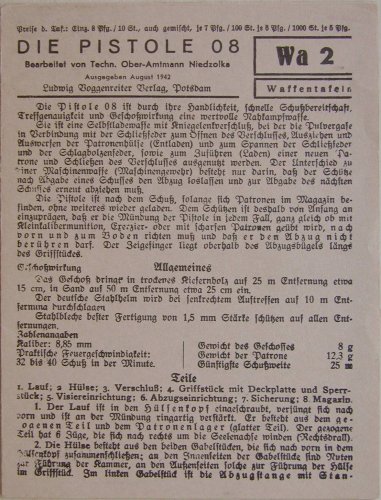 Preise d. Taf.: Einz. 8 Pfg. / 10 St., auch gemischt, je 7 Pfg. / 100 St. je 6 Pfg. / 1000 St. je 5 Pfg.
DIE PISTOLE 08
Bearbeitet von Techn. Ober-Amtmann Niedzolka
Ausgegeben August 1942
Ludwig Voggenreiter Verlag, Potsdam
Wa 2
Waffentafeln
Die Pistole 08 ist durch ihre Handlichkeit, schnelle Schußbereitschaft,
Treffgenauigkeit und Geschoßwirkung eine wertvolle Nahkampfwaffe.
Sie ist eine Selbstladewaffe mit Kniegelenkverschluß, bei der die Pulvergase
in Verbindung mit der Schließfeder zum Öffnen des Verschlusses, Ausziehen und
Auswerfen der Patronenhülse (Entladen) und zum Spannen der Schließfeder
und der Schlagbolzenfeder, sowie zum Zuführen (Laden) einer neuen Pa-
trone und Schließen des Verschlusses ausgenutzt werden. Der Unterschied zu
einer Maschinenwaffe (Maschinengewehr) besteht nur darin, daß der Schütze
nach Abgabe eines Schusses den Abzug loslassen und zur Abgabe des nächsten
Schusses erneut abziehen muß.
Die Pistole ist nach dem Schuß, solange sich Patronen im Magazin be-
finden, ohne weiteres wieder geladen. Dem Schützen ist deshalb von Anfang an
einzuprägen, daß er die Mündung der Pistole in jedem Fall, ganz gleich ob mit
Kleinkalibermunition, Exerzier- oder mit scharfen Patronen geübt wird, nach
vorn und zum Boden richten muß und daß er den Abzug nicht
berühren darf. Der Zeigefinger liegt oberhalb des Abzugsbügels längs
des Griffstücks.
Allgemeines
Geschoßwirkung
Das Geschoß dringt in trockenes Kiefernholz auf 25 m Entfernung etwa
15 cm, in Sand auf 50 m Entfernung etwa 25 cm ein.
Der deutsche Stahlhelm wird bei senkrechtem Auftreffen auf 10 m Ent-
fernung durchschlagen
Stahlbleche bester Fertigung von 1,5 mm Stärke schützen auf allen Ent-
fernungen.
Zahlenangaben
Kaliber: 8,85 mm
Praktische Feuergeschwindigkeit:
32 bis 40 Schuß in der Minute.
Gewicht des Geschosses 8 g
Gewicht der Patrone 12,3 g
Günstigste Schußweite 25 m
Teile
1. Lauf; 2. Hülse; 3. Verschluß; 4. Griffstück mit Deckplatte und Sperr-
stück; 5. Visiereinrichtung; 6. Abzugseinrichtung; 7. Sicherung; 8. Magazin.
1. Der Lauf ist in den Hülsenkopf eingeschraubt, verjüngt sich nach
vorn und ist an der Mündung ringartig verstärkt. Er besteht aus dem ge-
zogenen Teil und dem Patronenlager (glatter Teil). Der gezogene
Teil hat 6 Züge, die sich nach rechts um die Seelenachse winden (Rechtsdrall).
2. Die Hülse besteht aus den beiden Gabelstücken, die sich nach vorn in dem
Hülsenkopf zusammenschließen; an den Innenseiten der Gabelstücke sind Nuten
zur Führung der Kammer, an den Außenseiten solche zur Führung der Hülse
im Griffstück. Im linken Gabelstück ist die Abzugstange mit Stan-